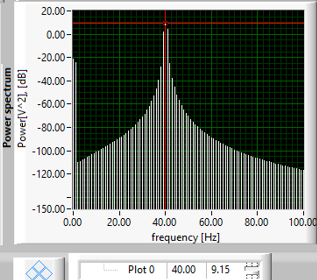 Power spectrum
Power[V^2], [dB]
20.00
0.00
-20.00
-40.00
-60.00
-80.00
-100.00
-120.00
-150.00
0.00 20.00 40.00 60.00 80.00 100.00
frequency [Hz]
Plot 0 40.00 9.15